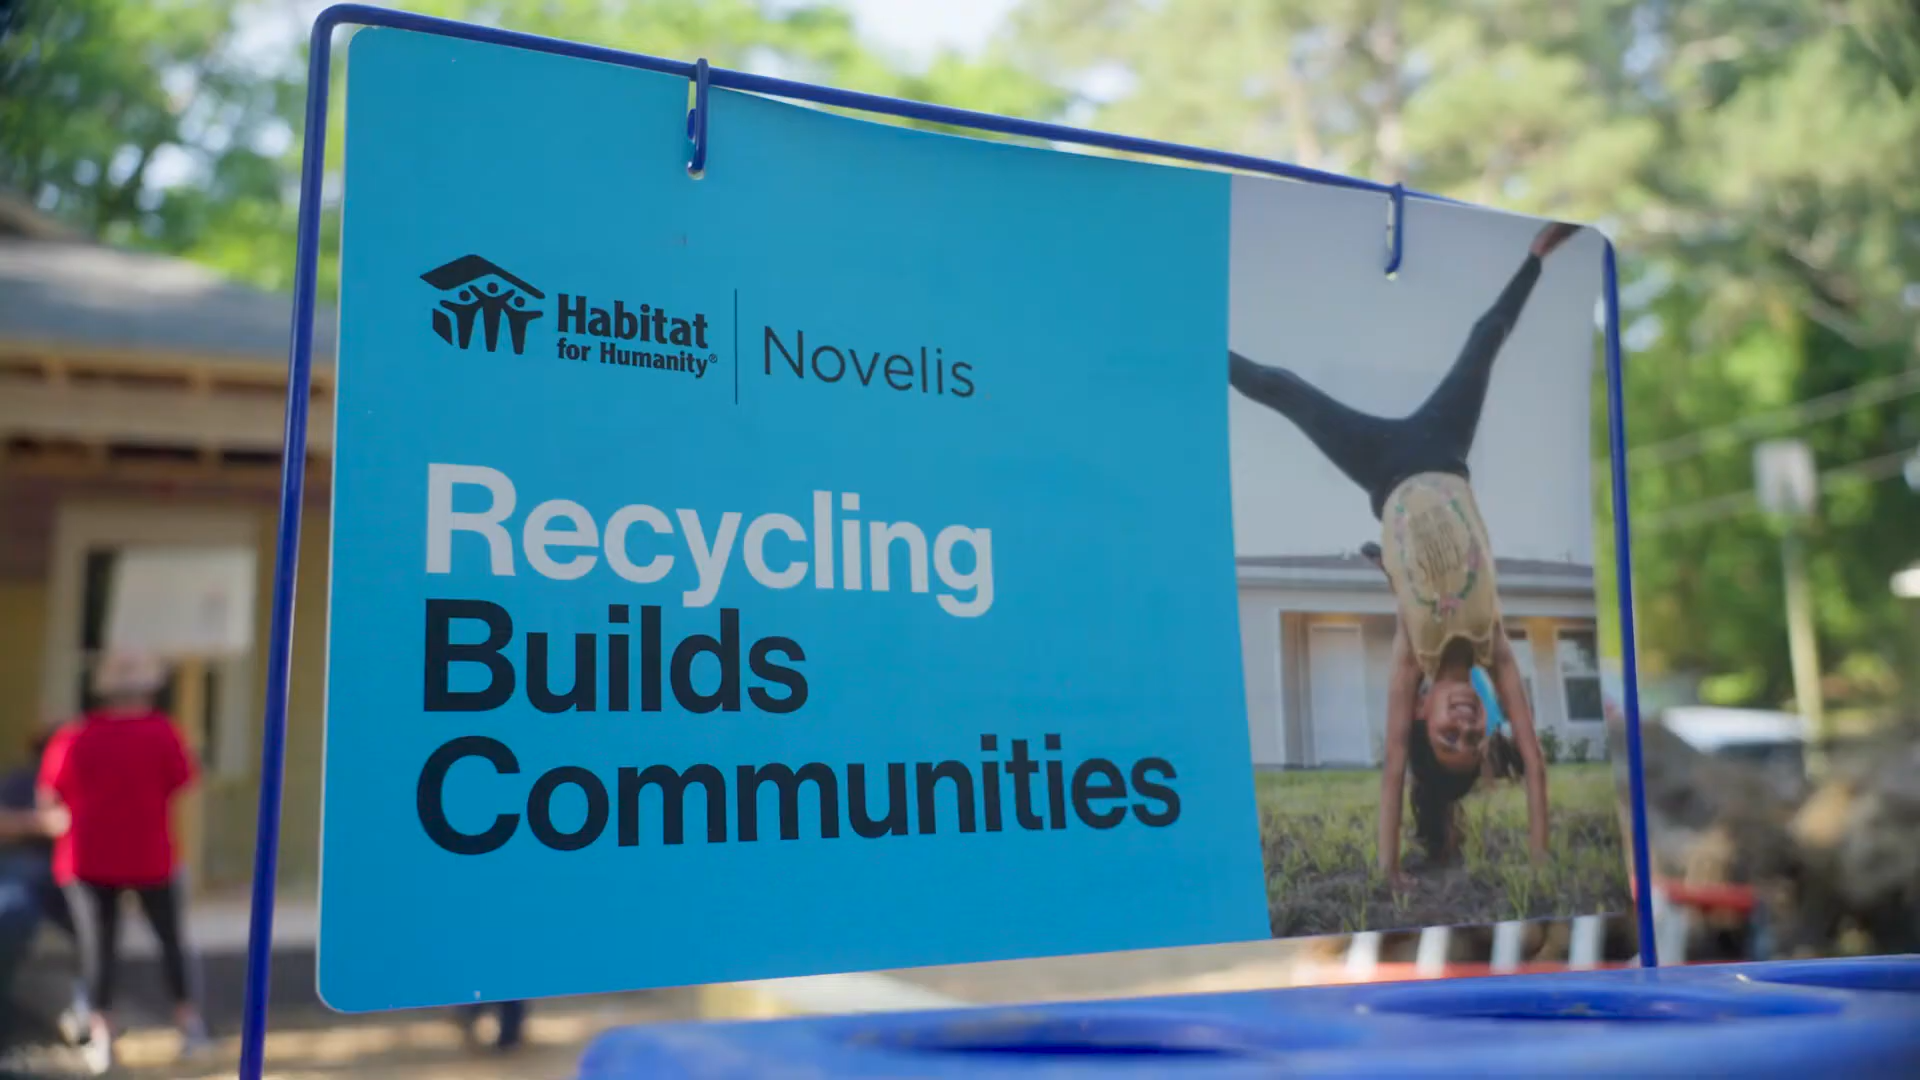 Habitat
for Humanity®
Novelis
Recycling
Builds
Communities